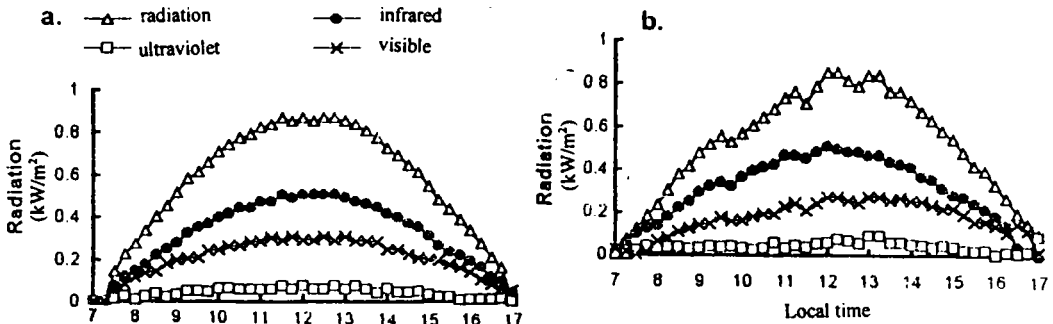 a.
radiation
infrared
ultraviolet
visible
1
0.8
0.6
0.4
0.2
0
Radiation
(kW/m²)
7 8 9 10 11 12 13 14 15 16 17
b.
1
0.8
0.6
0.4
0.2
0
Radiation
(kW/m²)
7 8 9 10 11 12 13 14 15 16 17
Local time